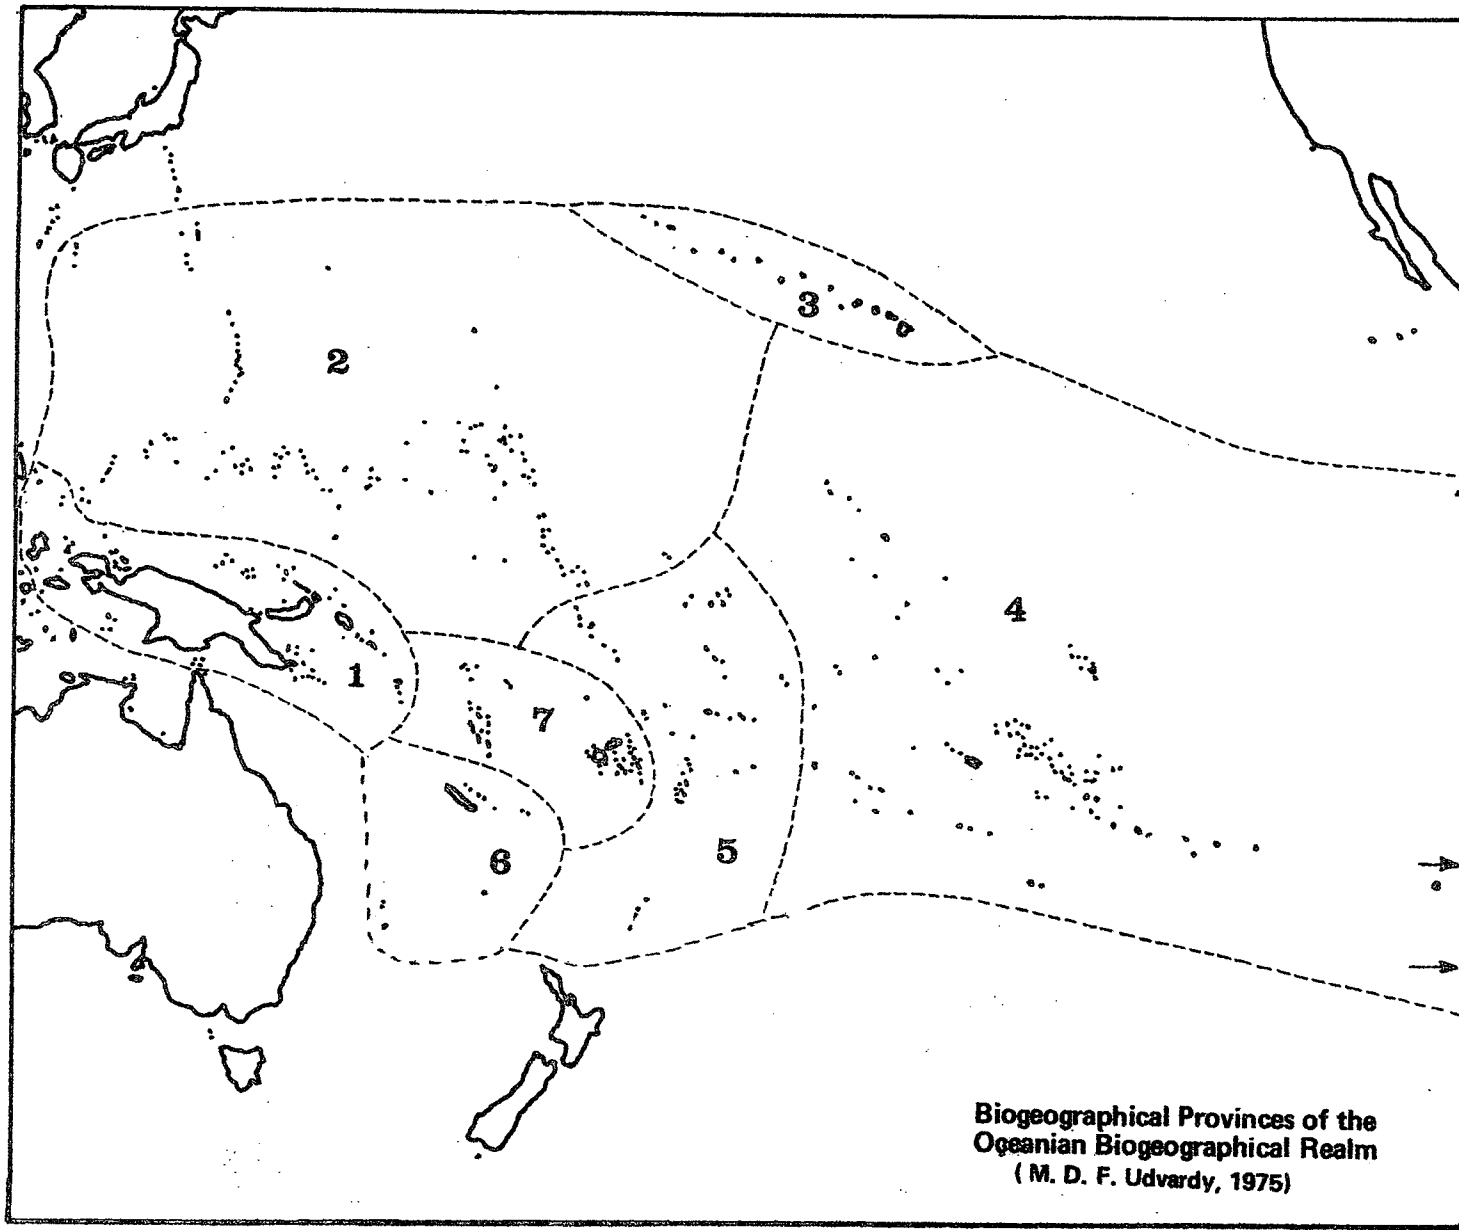 3
2
4
1
7
5
6
Biogeographical Provinces of the
Oceanian Biogeographical Realm
( M. D. F. Udvardy, 1975)